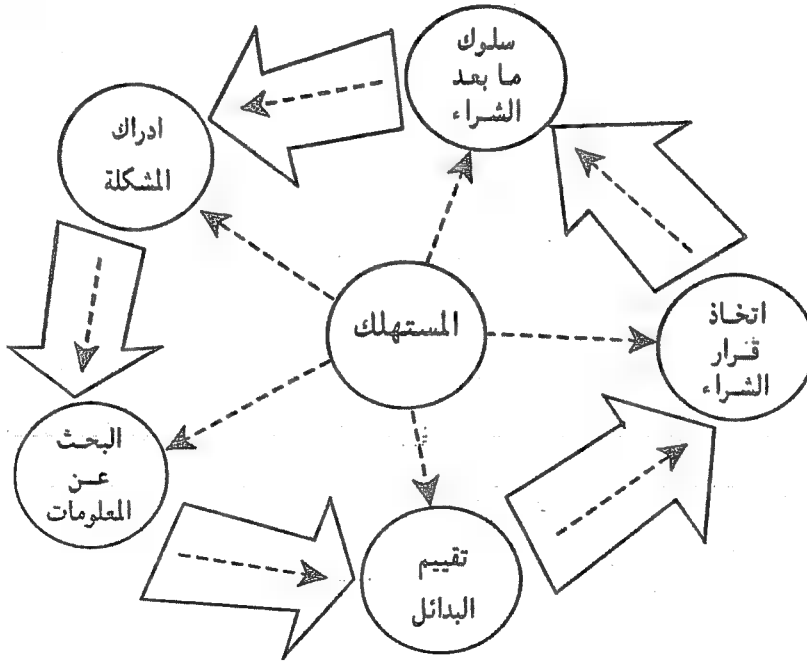 سلوك
ما بعد
الشراء
ادراك
المشكلة
المستهلك
اتخاذ
قرار
الشراء
البحث
عن
المعلومات
تقييم
البدائل